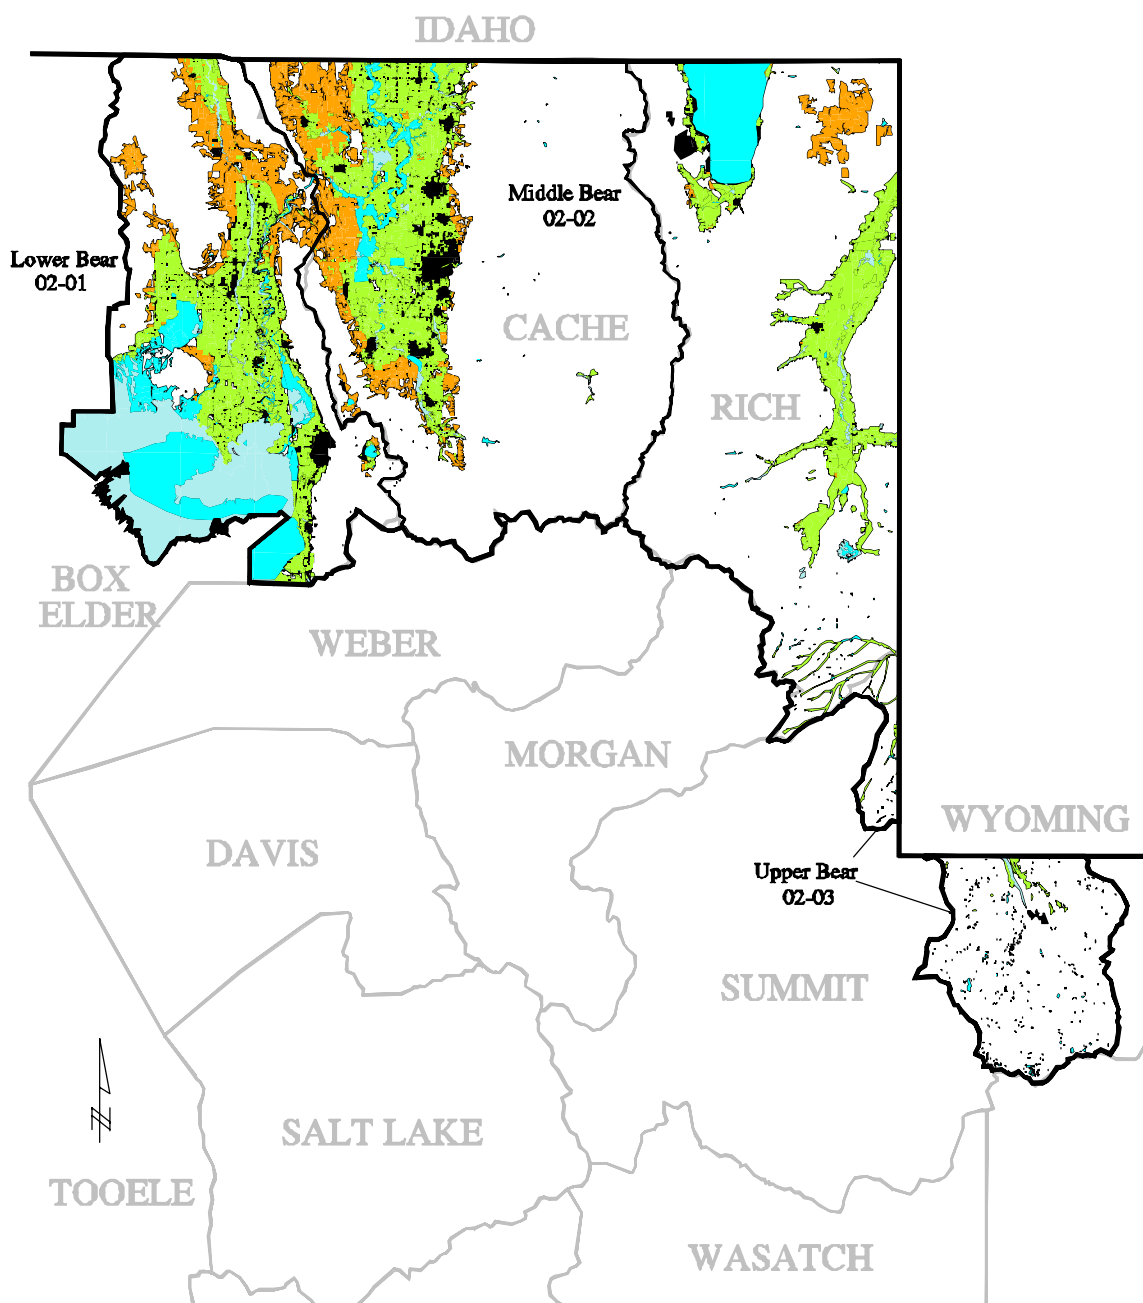 IDAHO
Middle Bear
02-02
Lower Bear
02-01
CACHE
RICH
BOX
ELDER
WEBER
MORGAN
WYOMING
DAVIS
Upper Bear
02-03
SUMMIT
SALT LAKE
TOOELE
WASATCH